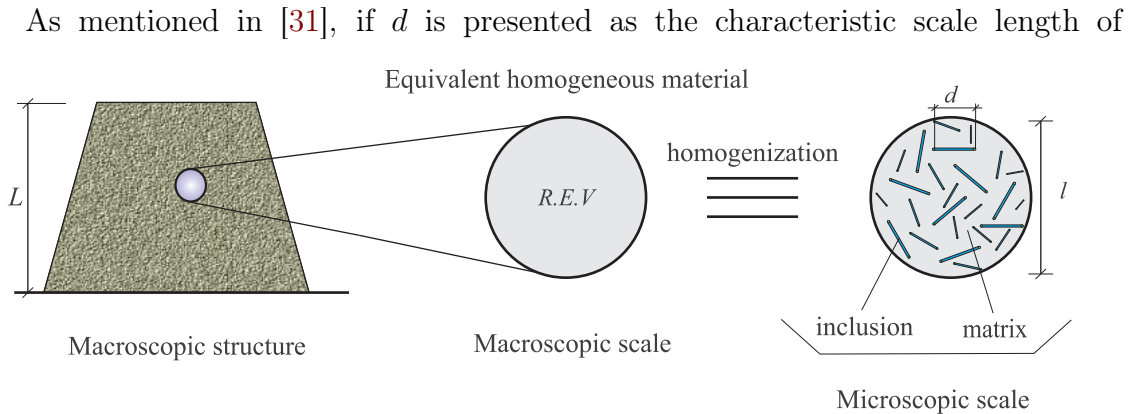 As mentioned in [31], if d is presented as the characteristic scale length of
Equivalent homogeneous material
d
homogenization
L
R.E.V
l
inclusion
matrix
Macroscopic structure
Macroscopic scale
Microscopic scale